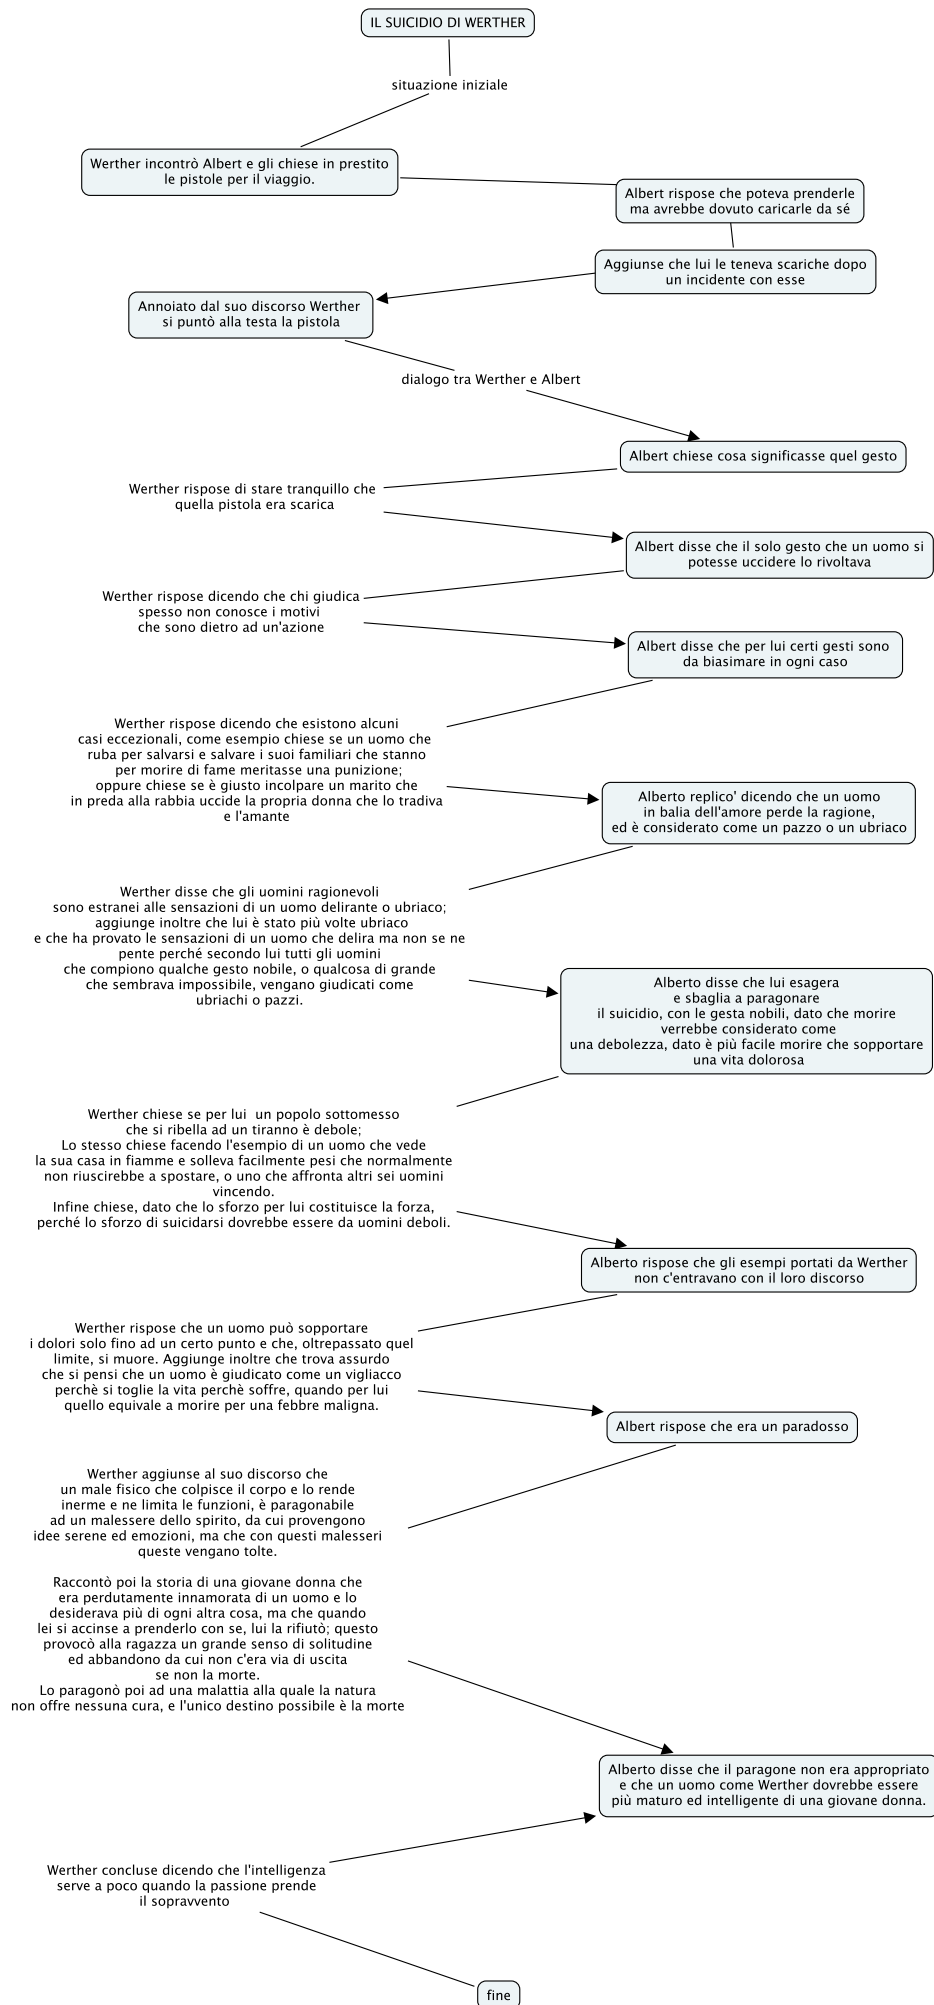 IL SUICIDIO DI WERTHER
situazione iniziale
Werther incontrò Albert e gli chiese in prestito
le pistole per il viaggio.
Albert rispose che poteva prenderle
ma avrebbe dovuto caricarle da sé
Aggiunse che lui le teneva scariche dopo
un incidente con esse
Annoiato dal suo discorso Werther
si puntò alla testa la pistola
dialogo tra Werther e Albert
Albert chiese cosa significasse quel gesto
Werther rispose di stare tranquillo che
quella pistola era scarica
Albert disse che il solo gesto che un uomo si
potesse uccidere lo rivoltava
Werther rispose dicendo che chi giudica
spesso non conosce i motivi
che sono dietro ad un'azione
Albert disse che per lui certi gesti sono
da biasimare in ogni caso
Werther rispose dicendo che esistono alcuni
casi eccezionali, come esempio chiese se un uomo che
ruba per salvarsi e salvare i suoi familiari che stanno
per morire di fame meritasse una punizione;
oppure chiese se è giusto incolpare un marito che
in preda alla rabbia uccide la propria donna che lo tradiva
e l'amante
Alberto replico' dicendo che un uomo
in balia dell'amore perde la ragione,
ed è considerato come un pazzo o un ubriaco
Werther disse che gli uomini ragionevoli
sono estranei alle sensazioni di un uomo delirante o ubriaco;
aggiunge inoltre che lui è stato più volte ubriaco
e che ha provato le sensazioni di un uomo che delira ma non se ne
pente perché secondo lui tutti gli uomini
che compiono qualche gesto nobile, o qualcosa di grande
che sembrava impossibile, vengano giudicati come
ubriachi o pazzi.
Alberto disse che lui esagera
e sbaglia a paragonare
il suicidio, con le gesta nobili, dato che morire
verrebbe considerato come
una debolezza, dato è più facile morire che sopportare
una vita dolorosa
Werther chiese se per lui  un popolo sottomesso
che si ribella ad un tiranno è debole;
Lo stesso chiese facendo l'esempio di un uomo che vede
la sua casa in fiamme e solleva facilmente pesi che normalmente
non riuscirebbe a spostare, o uno che affronta altri sei uomini
vincendo.
Infine chiese, dato che lo sforzo per lui costituisce la forza,
perché lo sforzo di suicidarsi dovrebbe essere da uomini deboli.
Alberto rispose che gli esempi portati da Werther
non c'entravano con il loro discorso
Werther rispose che un uomo può sopportare
i dolori solo fino ad un certo punto e che, oltrepassato quel
limite, si muore. Aggiunge inoltre che trova assurdo
che si pensi che un uomo è giudicato come un vigliacco
perchè si toglie la vita perchè soffre, quando per lui
quello equivale a morire per una febbre maligna.
Albert rispose che era un paradosso
Werther aggiunse al suo discorso che
un male fisico che colpisce il corpo e lo rende
inerme e ne limita le funzioni, è paragonabile
ad un malessere dello spirito, da cui provengono
idee serene ed emozioni, ma che con questi malesseri
queste vengano tolte.
Raccontò poi la storia di una giovane donna che
era perdutamente innamorata di un uomo e lo
desiderava più di ogni altra cosa, ma che quando
lei si accinse a prenderlo con se, lui la rifiutò; questo
provocò alla ragazza un grande senso di solitudine
ed abbandono da cui non c'era via di uscita
se non la morte.
Lo paragonò poi ad una malattia alla quale la natura
non offre nessuna cura, e l'unico destino possibile è la morte
Alberto disse che il paragone non era appropriato
e che un uomo come Werther dovrebbe essere
più maturo ed intelligente di una giovane donna.
Werther concluse dicendo che l'intelligenza
serve a poco quando la passione prende
il sopravvento
fine